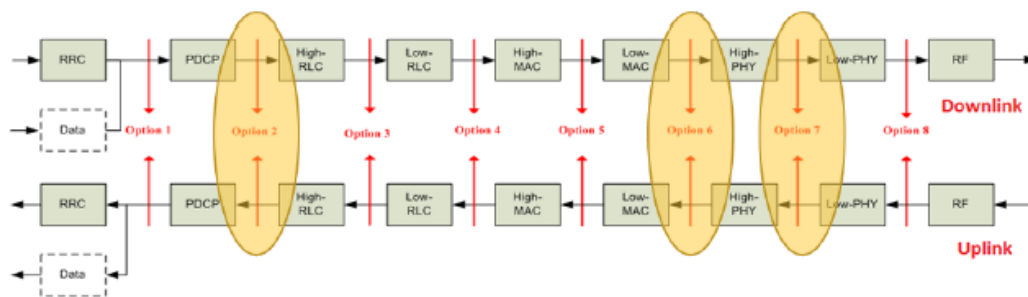 RRC
PDCP
High-
RLC
Low-
RLC
High-
MAC
Low-
MAC
High-
PHY
Low-PHY
RF
Downlink
Data
Option 1
Option 2
Option 3
Option 4
Option 5
Option 6
Option 7
Option 8
RRC
PDCP
High-
RLC
Low-
RLC
High-
MAC
Low-
MAC
High-
PHY
Low-PHY
RF
Uplink
Data